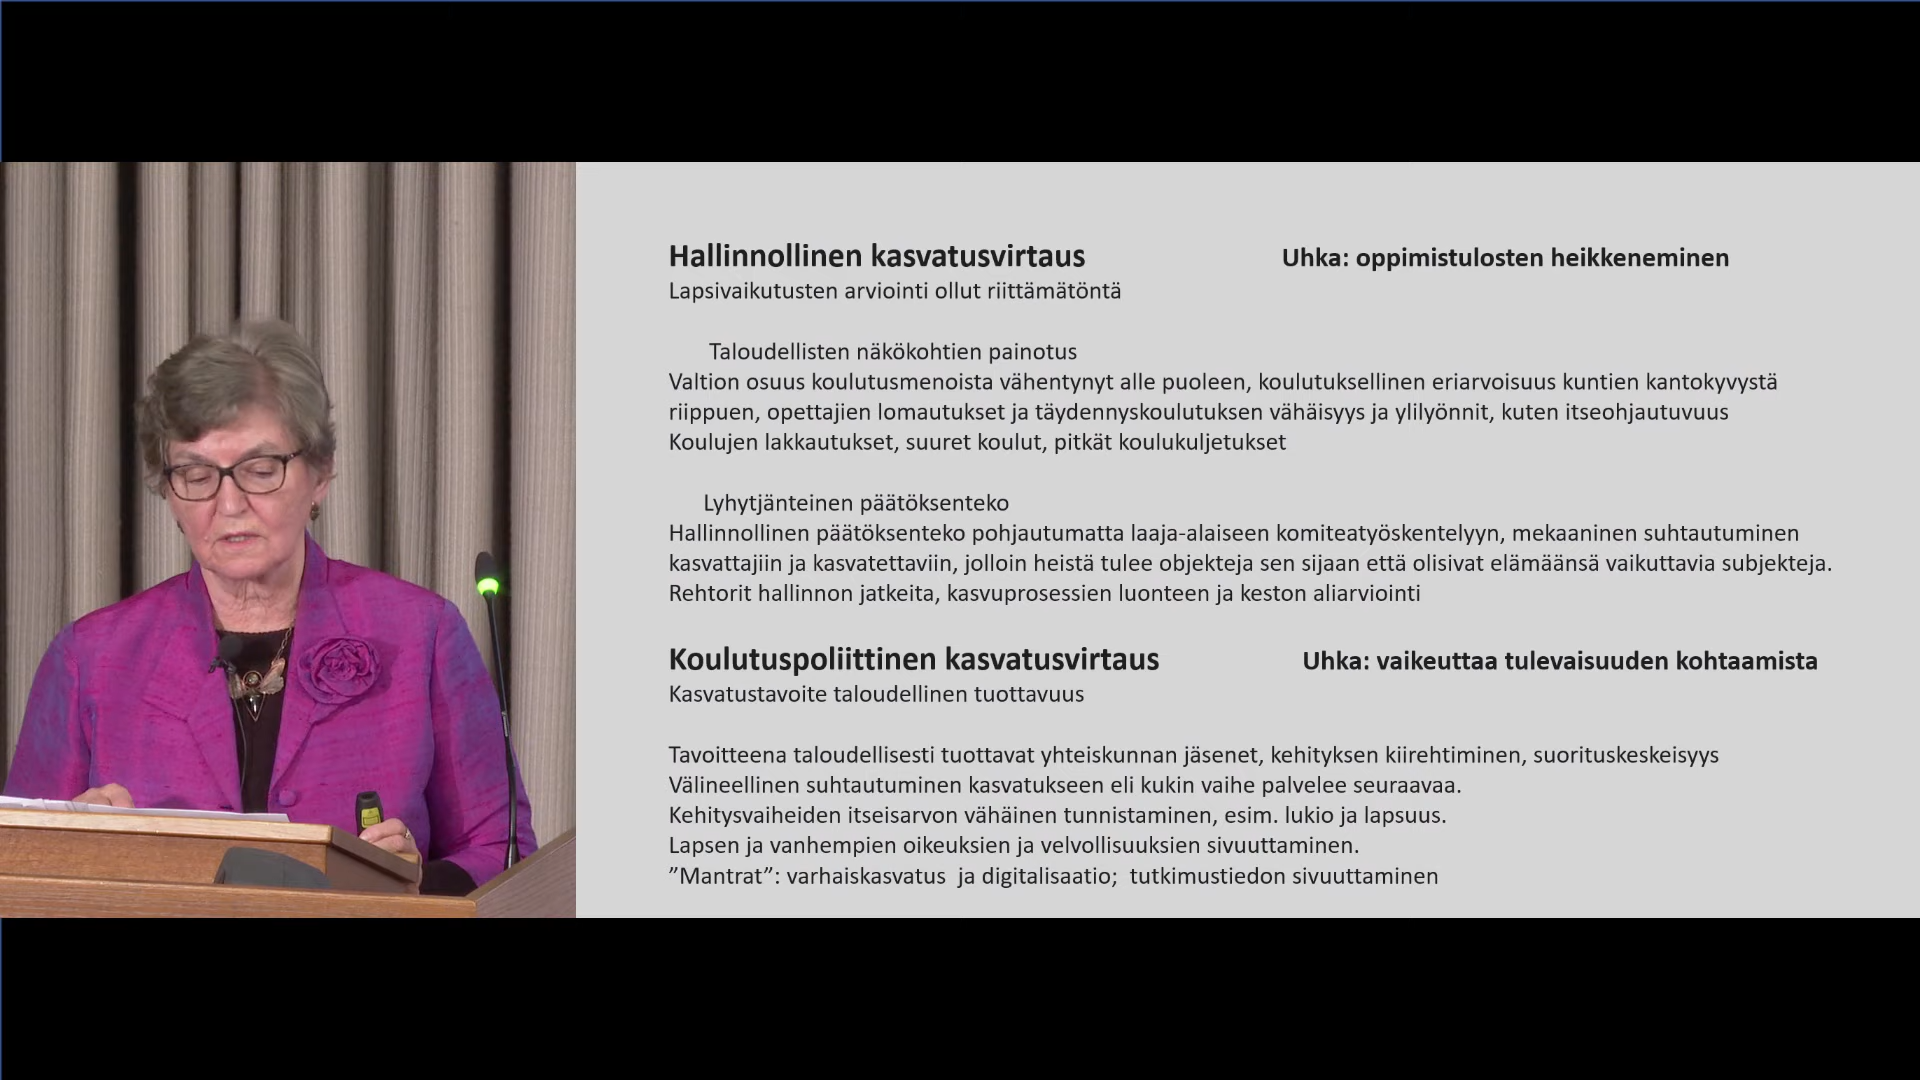 Hallinnollinen kasvatusvirtaus Uhka: oppimistulosten heikkeneminen
Lapsivaikutusten arviointi ollut riittämätöntä
Taloudellisten näkökohtien painotus
Valtion osuus koulutusmenoista vähentynyt alle puoleen, koulutuksellinen eriarvoisuus kuntien kantokyvystä
riippuen, opettajien lomautukset ja täydennyskoulutuksen vähäisyys ja ylilyönnit, kuten itseohjautuvuus
Koulujen lakkautukset, suuret koulut, pitkät koulukuljetukset
Lyhytjänteinen päätöksenteko
Hallinnollinen päätöksenteko pohjautumatta laaja-alaiseen komiteatyöskentelyyn, mekaaninen suhtautuminen
kasvattajiin ja kasvatettaviin, jolloin heistä tulee objekteja sen sijaan että olisivat elämäänsä vaikuttavia subjekteja.
Rehtorit hallinnon jatkeita, kasvuprosessien luonteen ja keston aliarviointi
Koulutuspoliittinen kasvatusvirtaus Uhka: vaikeuttaa tulevaisuuden kohtaamista
Kasvatustavoite taloudellinen tuottavuus
Tavoitteena taloudellisesti tuottavat yhteiskunnan jäsenet, kehityksen kiirehtiminen, suorituskeskeisyys
Välineellinen suhtautuminen kasvatukseen eli kukin vaihe palvelee seuraavaa.
Kehitysvaiheiden itseisarvon vähäinen tunnistaminen, esim. lukio ja lapsuus.
Lapsen ja vanhempien oikeuksien ja velvollisuuksien sivuuttaminen.
”Mantrat”: varhaiskasvatus ja digitalisaatio; tutkimustiedon sivuuttaminen